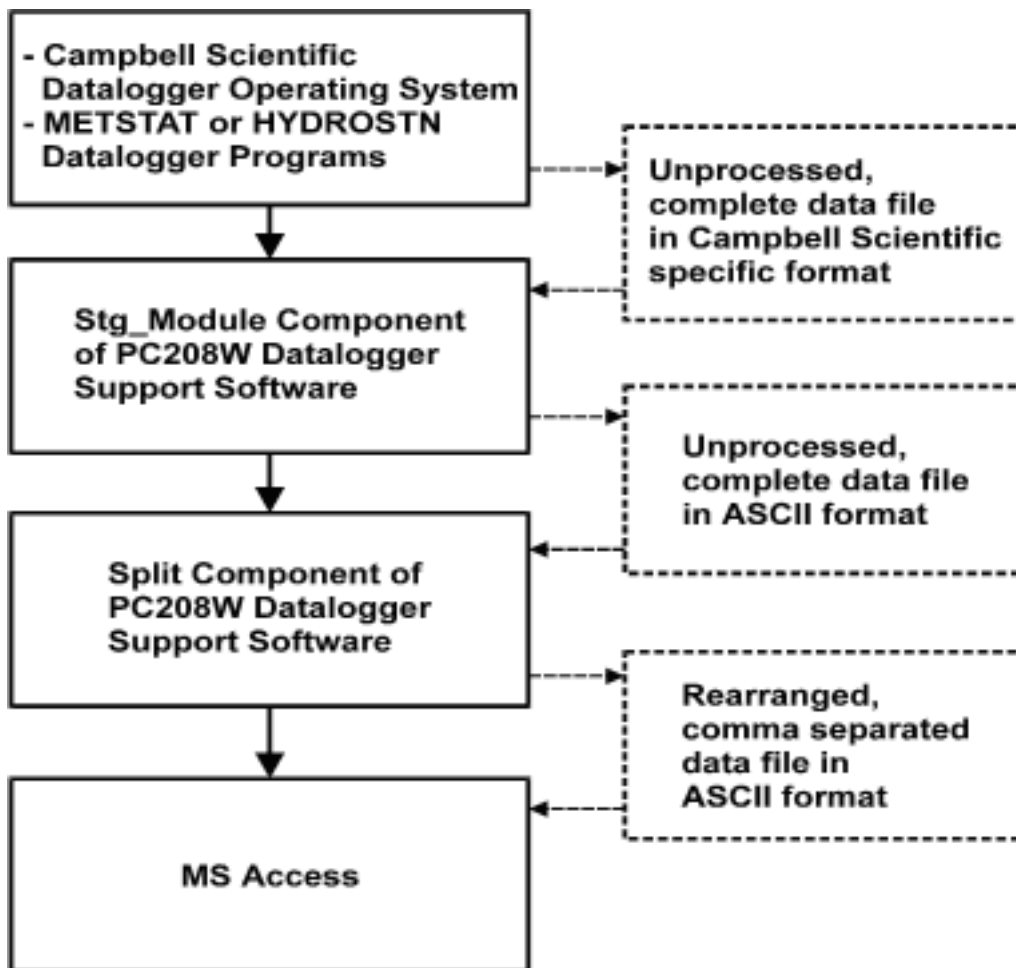 - Campbell Scientific
Datalogger Operating System
- METSTAT or HYDROSTN
Datalogger Programs
Unprocessed,
complete data file
in Campbell Scientific
specific format
Stg_Module Component
of PC208W Datalogger
Support Software
Unprocessed,
complete data file
in ASCII format
Split Component of
PC208W Datalogger
Support Software
Rearranged,
comma separated
data file in
ASCII format
MS Access